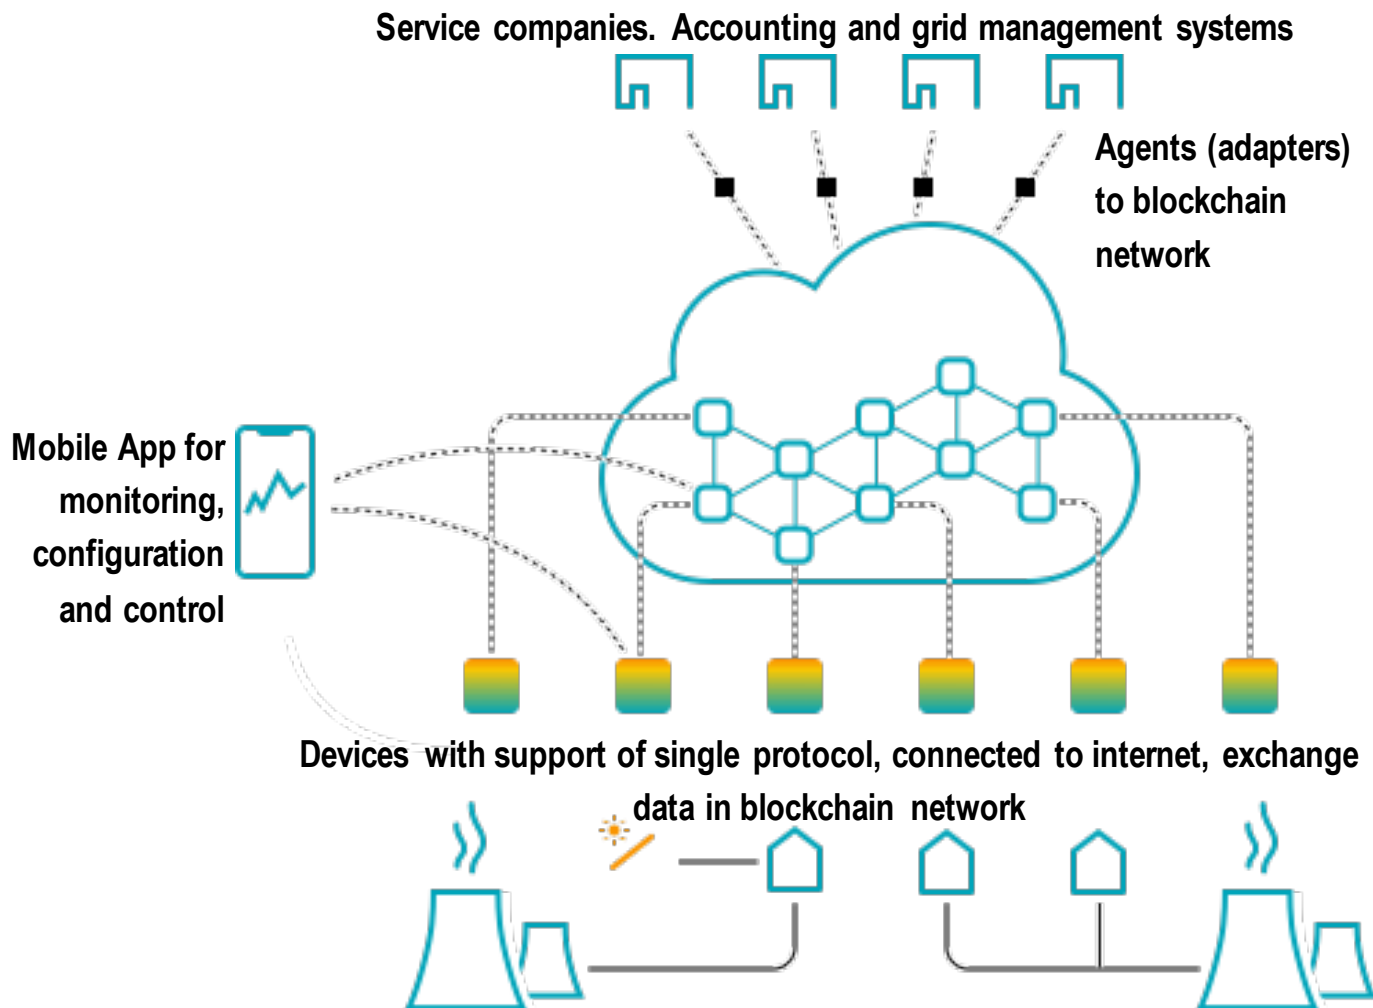 Service companies. Accounting and grid management systems
Agents (adapters)
to blockchain
network
Mobile App for
monitoring,
configuration
and control
Devices with support of single protocol, connected to internet, exchange
data in blockchain network